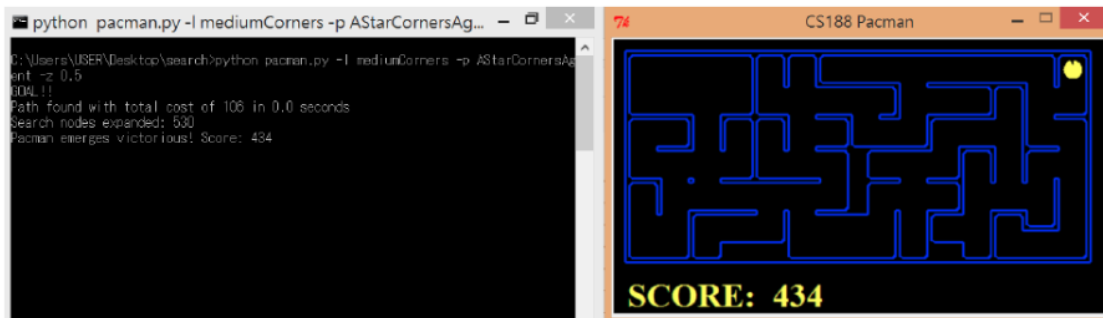 python pacman.py -l mediumCorners -p AStarCornersAg...
C:\Users\USER\Desktop\search>python pacman.py -l mediumCorners -p AStarCornersAg
ent -z 0.5
GOAL!!
Path found with total cost of 106 in 0.0 seconds
Search nodes expanded: 530
Pacman emerges victorious! Score: 434
CS188 Pacman
SCORE: 434